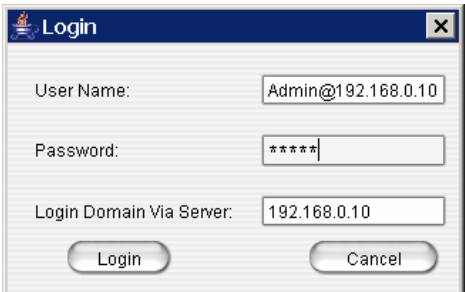 Login
User Name: Admin@192.168.0.10
Password: *****
Login Domain Via Server: 192.168.0.10
Login Cancel